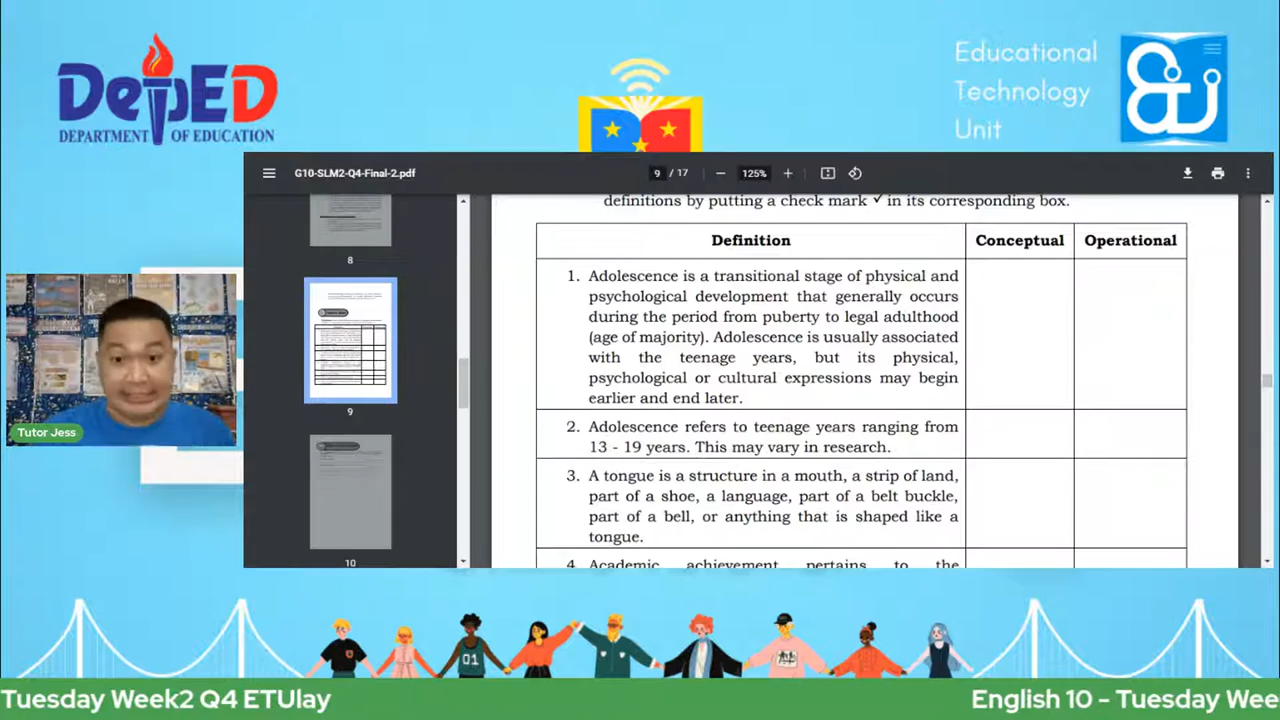 DepED
DEPARTMENT OF EDUCATION
Educational
Technology
Unit
G10-SLM2-Q4-Final-2.pdf
9 / 17
125%
8
9
10
definitions by putting a check mark ✓ in its corresponding box.
Definition
Conceptual
Operational
1. Adolescence is a transitional stage of physical and
psychological development that generally occurs
during the period from puberty to legal adulthood
(age of majority). Adolescence is usually associated
with the teenage years, but its physical,
psychological or cultural expressions may begin
earlier and end later.
2. Adolescence refers to teenage years ranging from
13 - 19 years. This may vary in research.
3. A tongue is a structure in a mouth, a strip of land,
part of a shoe, a language, part of a belt buckle,
part of a bell, or anything that is shaped like a
tongue.
4. Academic achievement pertains to the
Tutor Jess
01
Tuesday Week2 Q4 ETUlay
English 10 - Tuesday Wee